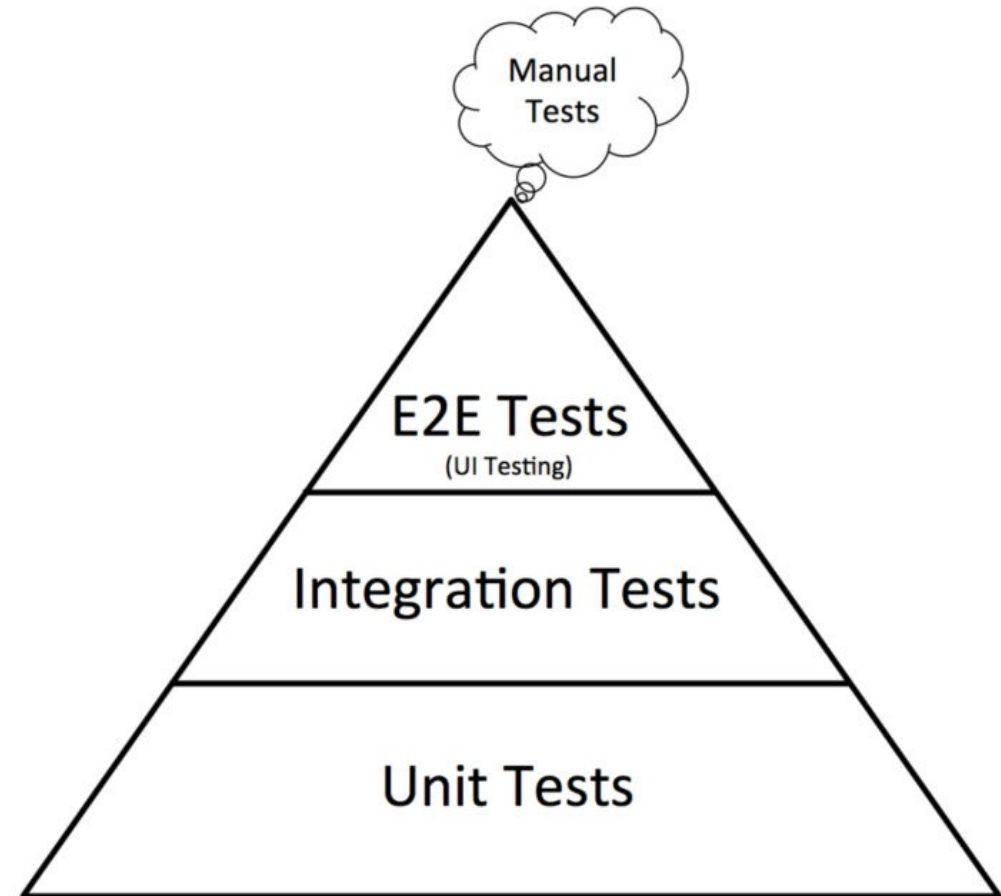 Manual
Tests
E2E Tests
(UI Testing)
Integration Tests
Unit Tests